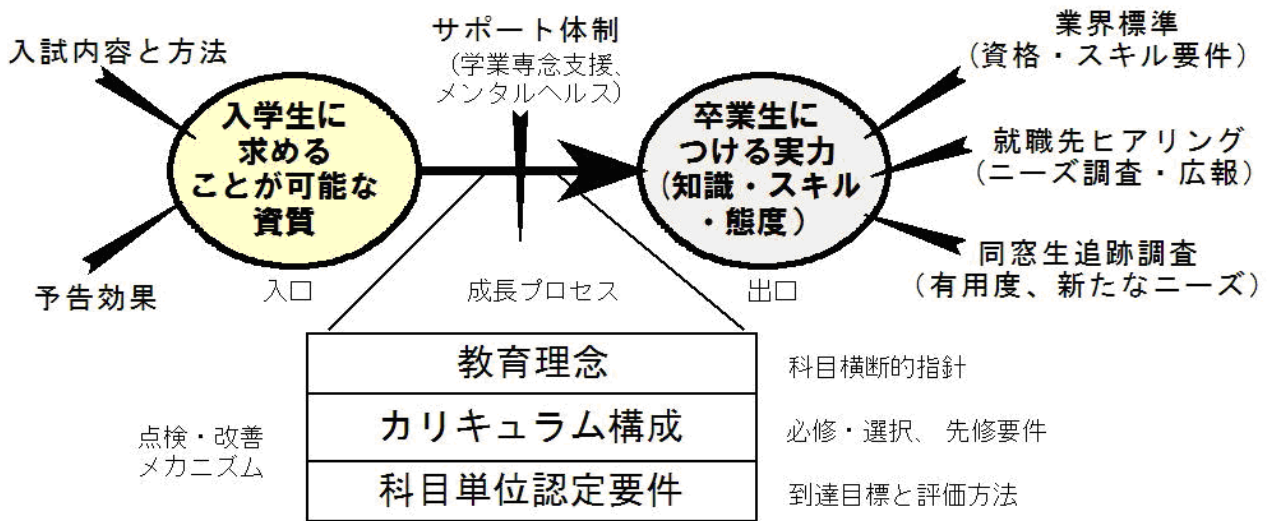 入試内容と方法
予告効果
入学生に
求める
ことが可能な
資質
入口
サポート体制
(学業専念支援、
メンタルヘルス)
成長プロセス
卒業生に
つける実力
(知識・スキル
・態度)
出口
業界標準
(資格・スキル要件)
就職先ヒアリング
(ニーズ調査・広報)
同窓生追跡調査
(有用度、新たなニーズ)
点検・改善
メカニズム
教育理念
科目横断的指針
カリキュラム構成
必修・選択、先修要件
科目単位認定要件
到達目標と評価方法